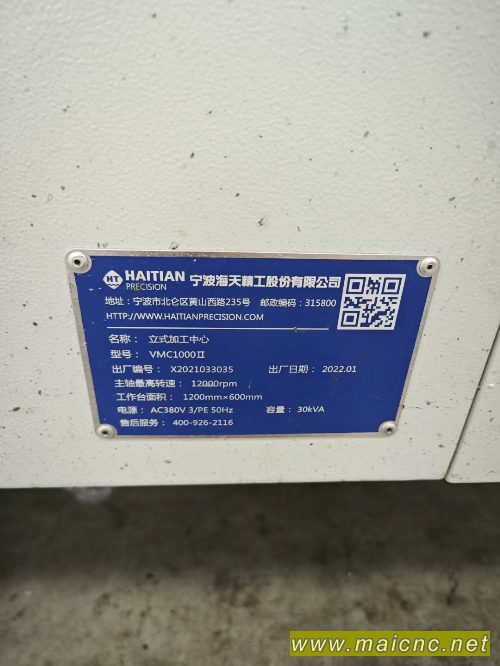 HT HAITIAN PRECISION 宁波海天精工股份有限公司
地址：宁波市北仑区黄山西路235号 邮政编码：315800
HTTP://WWW.HAITIANPRECISION.COM
名称： 立式加工中心
型号： VMC1000Ⅱ
出厂编号： X2021033035 出厂日期： 2022.01
主轴最高转速： 12000rpm
工作台面积： 1200mm×600mm
电源： AC380V 3/PE 50Hz 容量： 30kVA
售后服务： 400-926-2116
www.maicnc.net